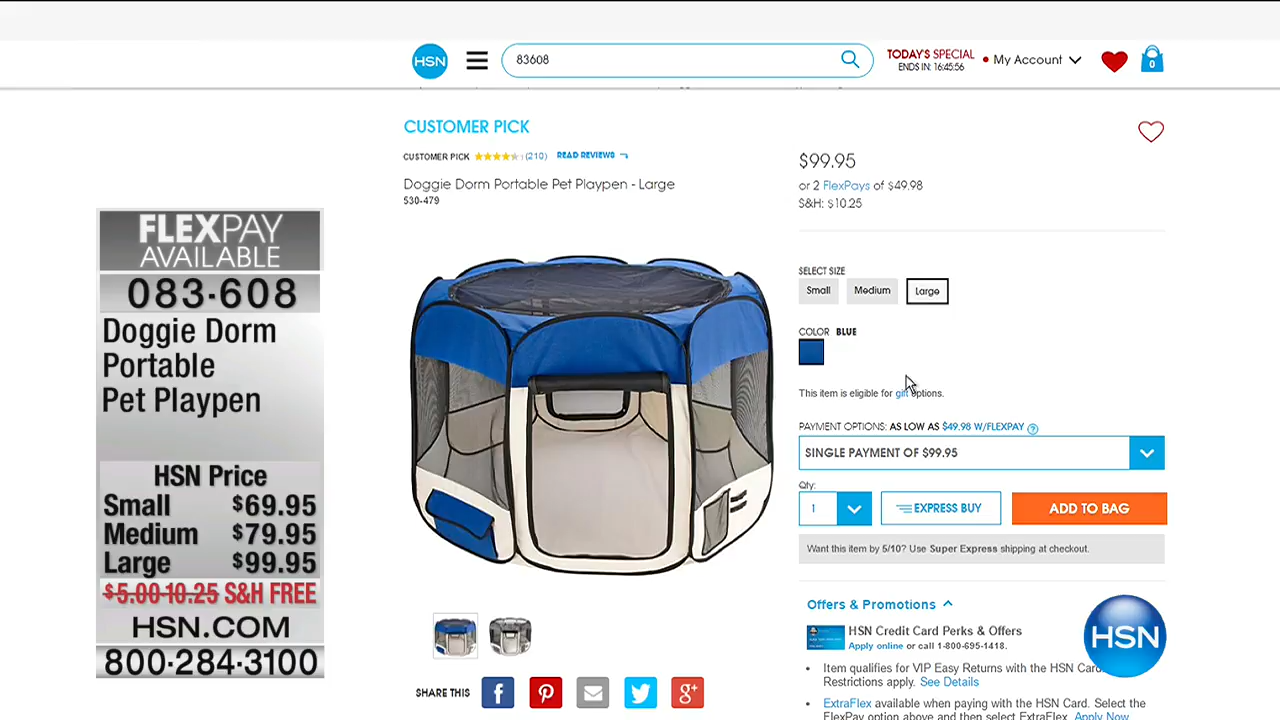 HSN
83608
TODAY'S SPECIAL
ENDS IN: 16:45:56
My Account
0
CUSTOMER PICK
CUSTOMER PICK (210) READ REVIEWS
Doggie Dorm Portable Pet Playpen - Large
530-479
$99.95
or 2 FlexPays of $49.98
S&H: $10.25
SELECT SIZE
Small Medium Large
COLOR BLUE
This item is eligible for gift options.
PAYMENT OPTIONS: AS LOW AS $49.98 W/FLEXPAY ?
SINGLE PAYMENT OF $99.95
Qty:
1 EXPRESS BUY ADD TO BAG
Want this item by 5/10? Use Super Express shipping at checkout.
Offers & Promotions
HSN Credit Card Perks & Offers
Apply online or call 1-800-695-1418.
• Item qualifies for VIP Easy Returns with the HSN Car
Restrictions apply. See Details
• ExtraFlex available when paying with the HSN Card. Select the
FlexPay option above and then select ExtraFlex. Apply Now
SHARE THIS
FLEXPAY
AVAILABLE
083·608
Doggie Dorm
Portable
Pet Playpen
HSN Price
Small $69.95
Medium $79.95
Large $99.95
$5.00-10.25 S&H FREE
HSN.COM
800·284·3100
HSN